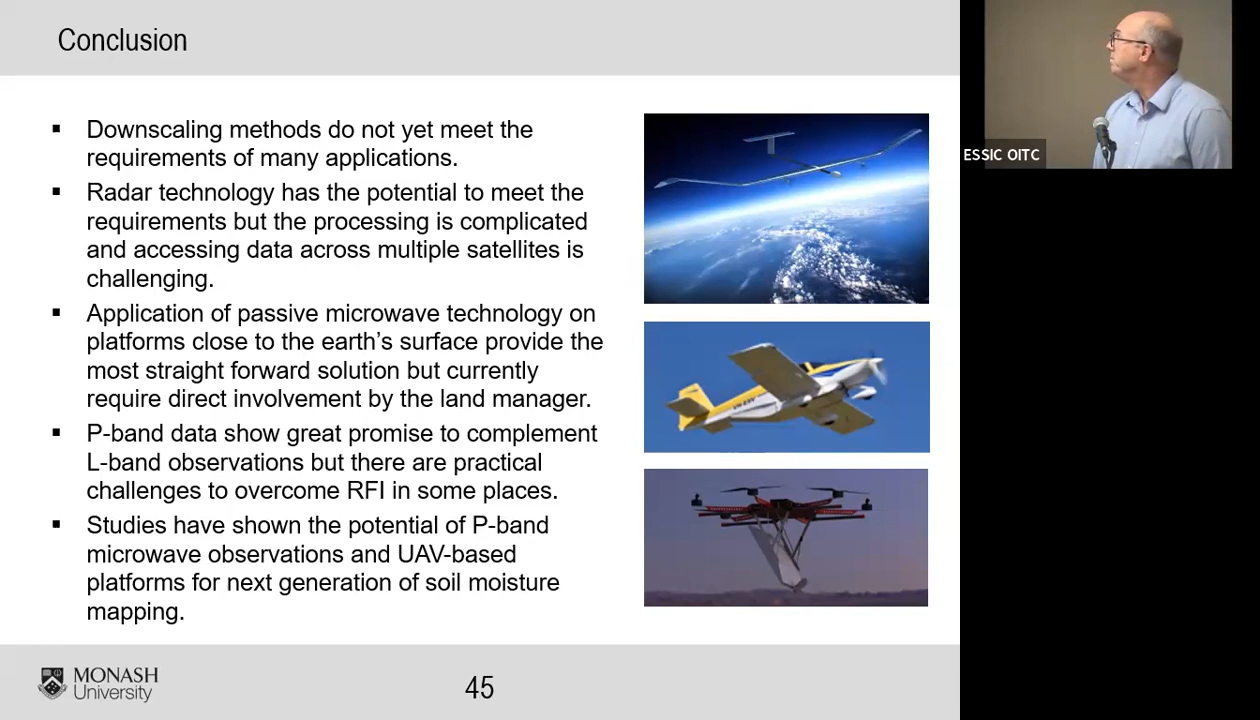 Conclusion
▪ Downscaling methods do not yet meet the
requirements of many applications.
▪ Radar technology has the potential to meet the
requirements but the processing is complicated
and accessing data across multiple satellites is
challenging.
▪ Application of passive microwave technology on
platforms close to the earth's surface provide the
most straight forward solution but currently
require direct involvement by the land manager.
▪ P-band data show great promise to complement
L-band observations but there are practical
challenges to overcome RFI in some places.
▪ Studies have shown the potential of P-band
microwave observations and UAV-based
platforms for next generation of soil moisture
mapping.
MONASH
University
45
ESSIC OITC